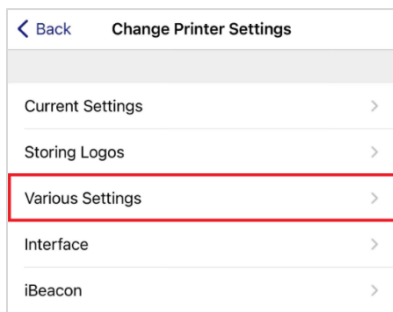 Back Change Printer Settings
Current Settings
Storing Logos
Various Settings
Interface
iBeacon